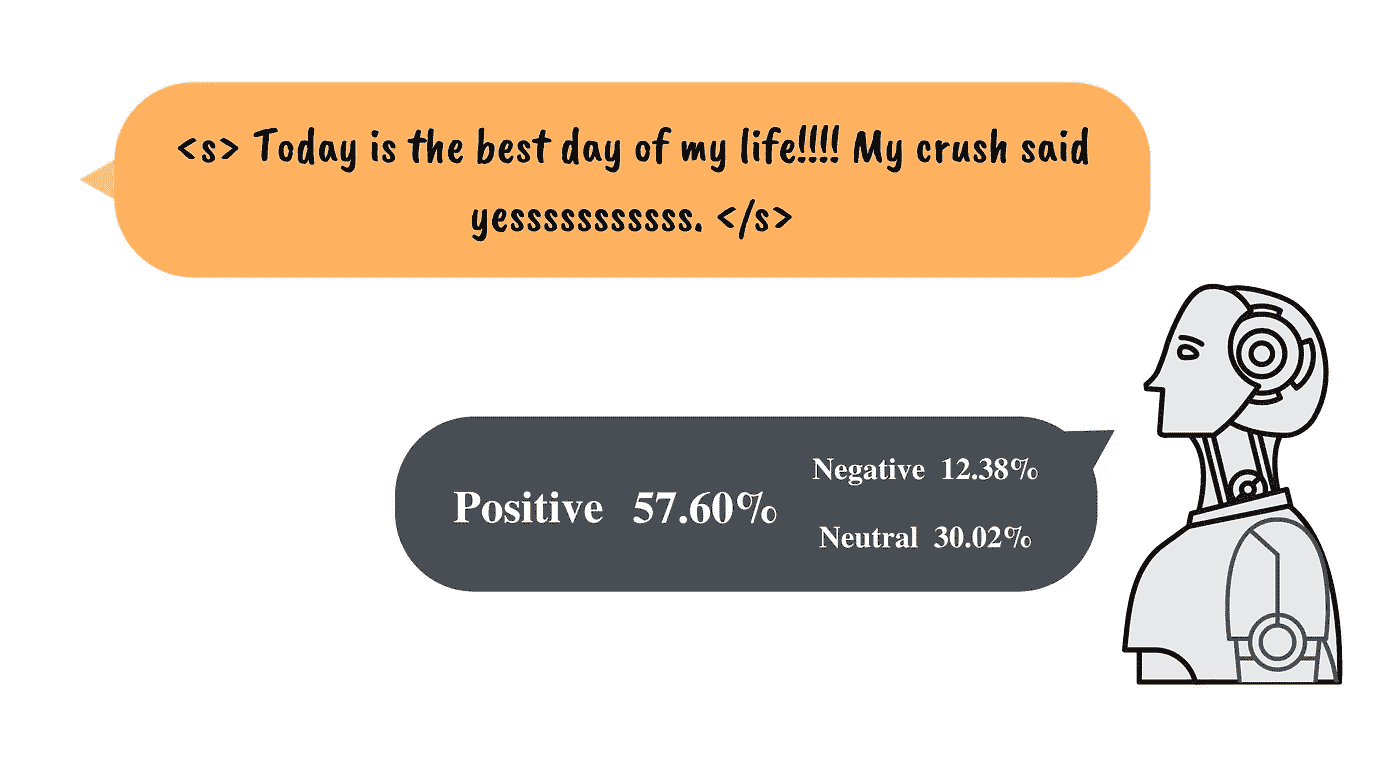 <s> Today is the best day of my life!!!! My crush said
yesssssssssss. </s>
Positive 57.60%
Negative 12.38%
Neutral 30.02%